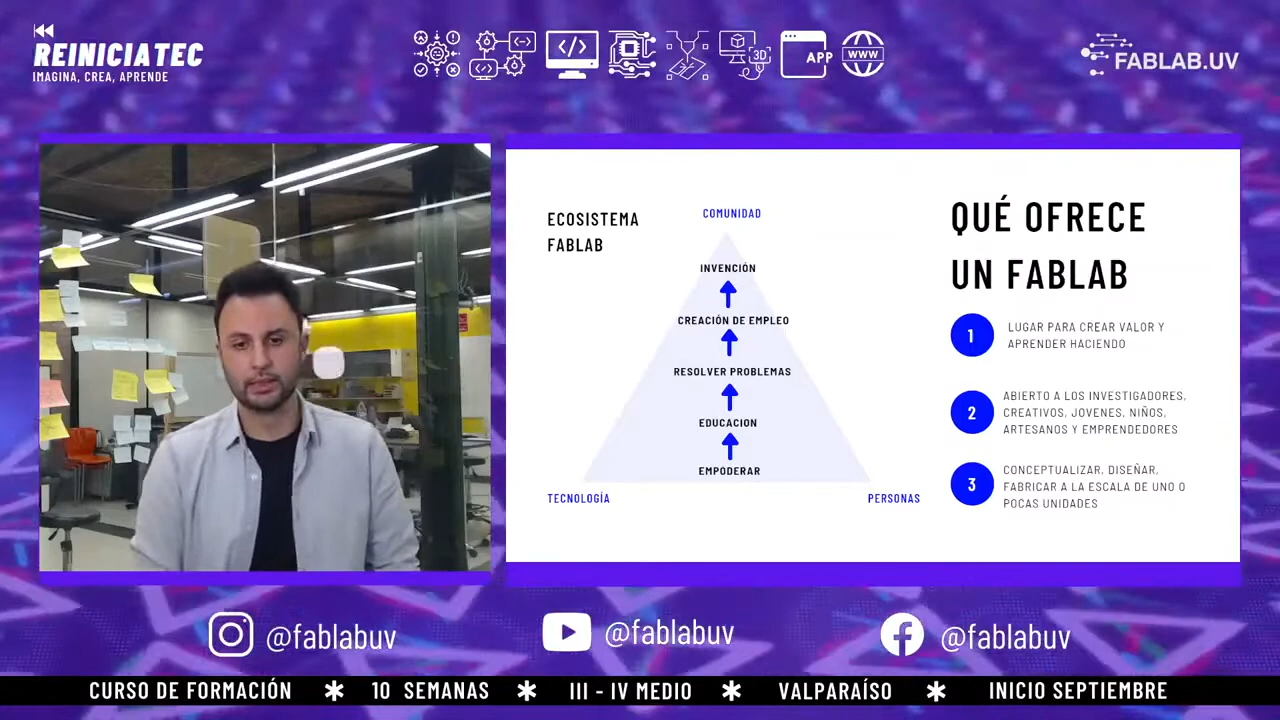 REINICIATEC
IMAGINA, CREA, APRENDE
</>
3D
APP
WWW
FABLAB.UV
ECOSISTEMA
FABLAB
COMUNIDAD
INVENCIÓN
CREACIÓN DE EMPLEO
RESOLVER PROBLEMAS
EDUCACION
EMPODERAR
TECNOLOGÍA
PERSONAS
QUÉ OFRECE
UN FABLAB
1
LUGAR PARA CREAR VALOR Y
APRENDER HACIENDO
2
ABIERTO A LOS INVESTIGADORES,
CREATIVOS, JOVENES, NIÑOS,
ARTESANOS Y EMPRENDEDORES
3
CONCEPTUALIZAR, DISEÑAR,
FABRICAR A LA ESCALA DE UNO O
POCAS UNIDADES
@fablabuv
@fablabuv
@fablabuv
CURSO DE FORMACIÓN * 10 SEMANAS * III - IV MEDIO * VALPARAÍSO * INICIO SEPTIEMBRE